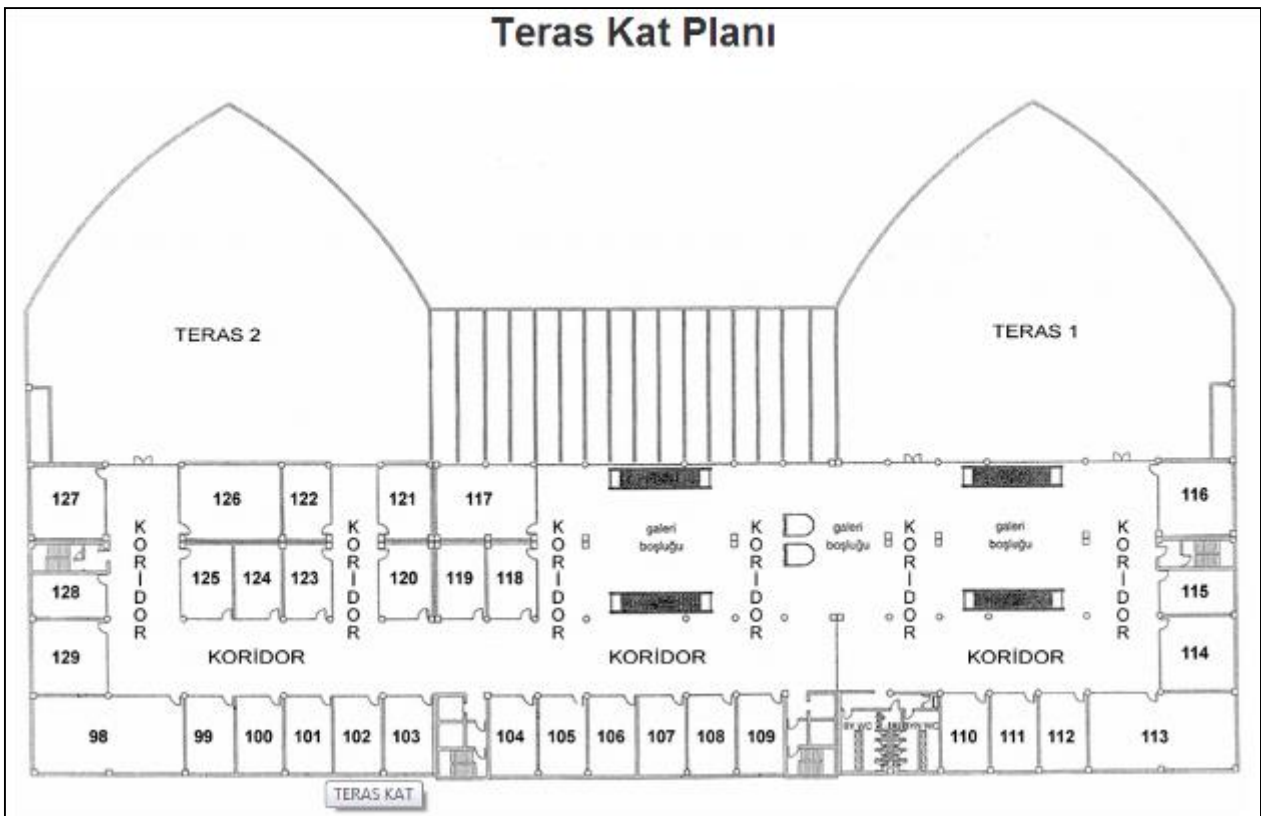 Teras Kat Planı
TERAS 2
TERAS 1
127
126
122
121
117
116
KORİDOR
KORİDOR
KORİDOR
galeri
boşluğu
KORİDOR
galeri
boşluğu
KORİDOR
galeri
boşluğu
KORİDOR
128
125
124
123
120
119
118
115
129
KORİDOR
KORİDOR
KORİDOR
114
98
99
100
101
102
103
104
105
106
107
108
109
BY WC
110
111
112
113
TERAS KAT